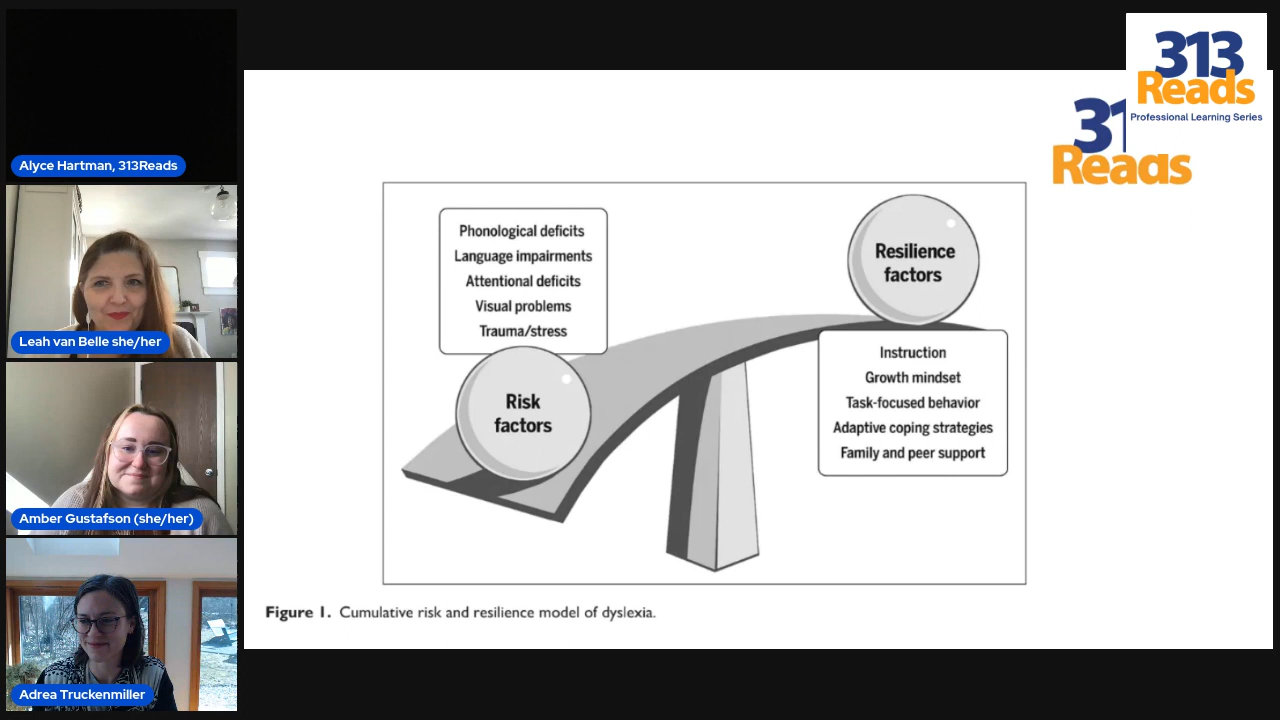 Alyce Hartman, 313Reads
Leah van Belle she/her
Amber Gustafson (she/her)
Adrea Truckenmiller
313
Reads
Professional Learning Series
31
Reads
Phonological deficits
Language impairments
Attentional deficits
Visual problems
Trauma/stress
Risk
factors
Resilience
factors
Instruction
Growth mindset
Task-focused behavior
Adaptive coping strategies
Family and peer support
Figure 1. Cumulative risk and resilience model of dyslexia.